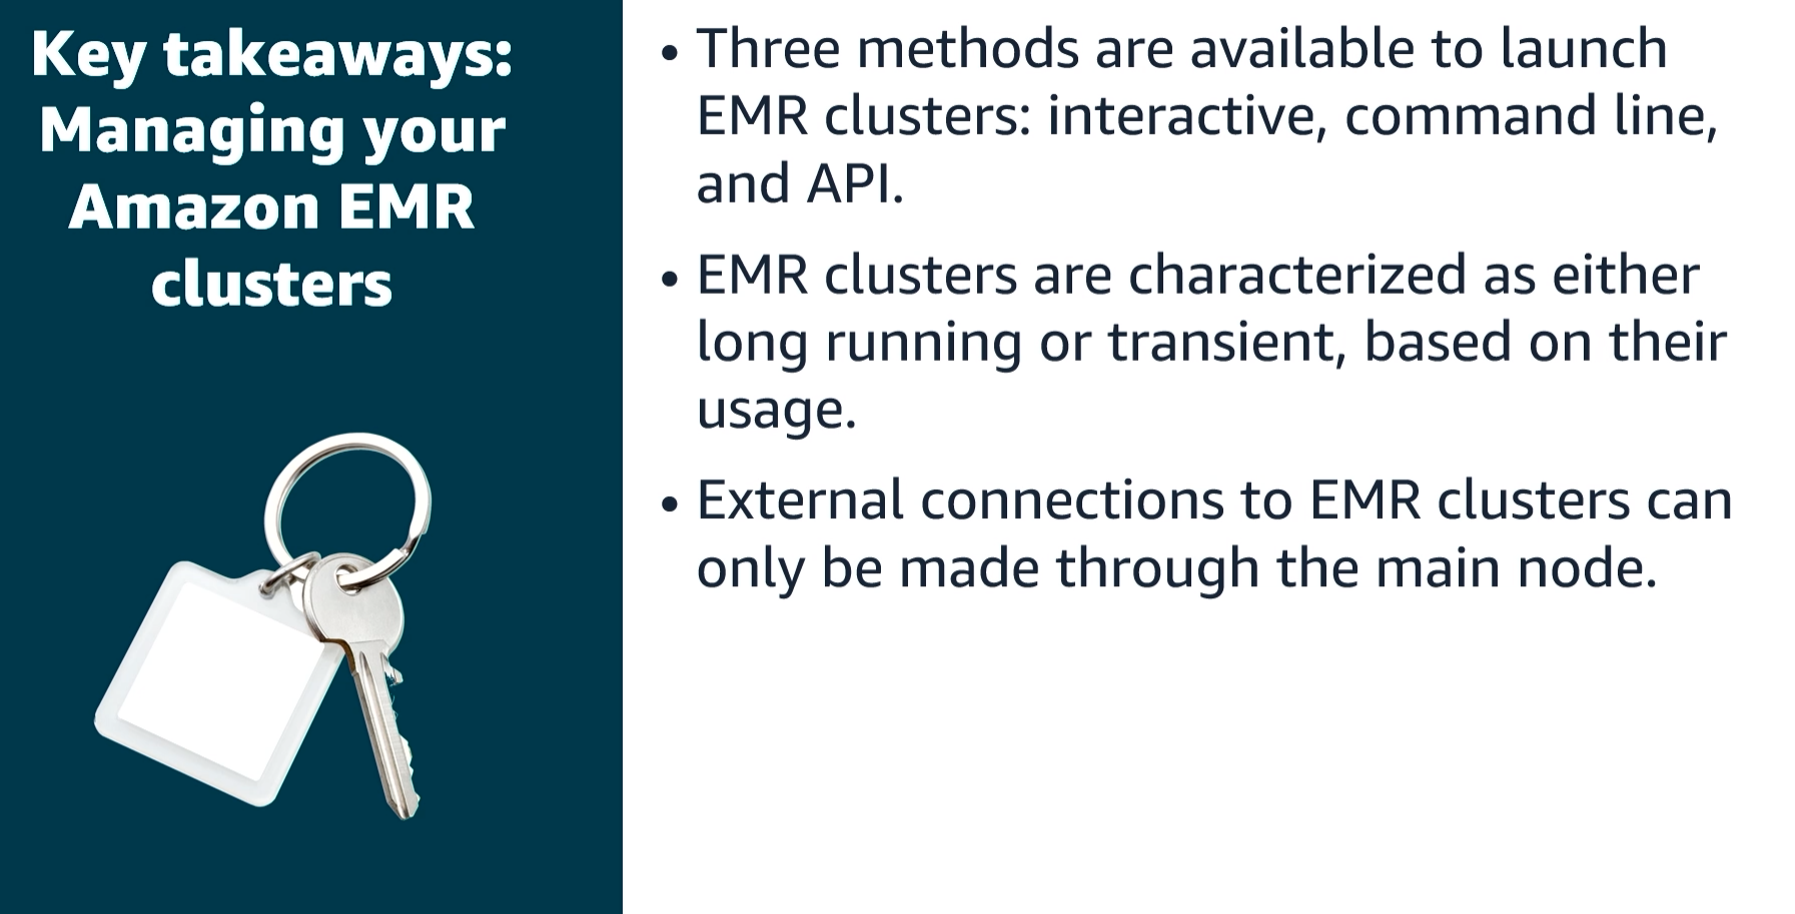 Key takeaways:
Managing your
Amazon EMR
clusters
• Three methods are available to launch
EMR clusters: interactive, command line,
and API.
• EMR clusters are characterized as either
long running or transient, based on their
usage.
• External connections to EMR clusters can
only be made through the main node.